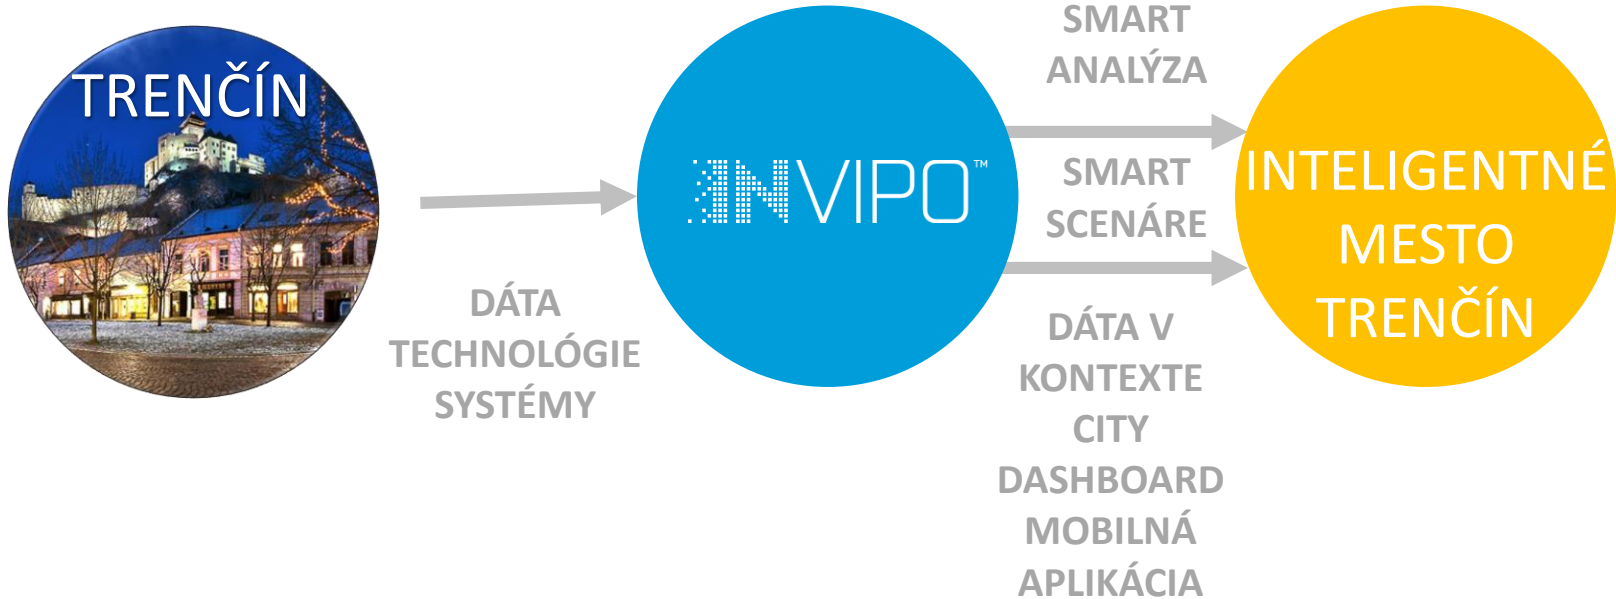 TRENČÍN
DÁTA
TECHNOLÓGIE
SYSTÉMY
INVIPO™
SMART
ANALÝZA
SMART
SCENÁRE
DÁTA V
KONTEXTE
CITY
DASHBOARD
MOBILNÁ
APLIKÁCIA
INTELIGENTNÉ
MESTO
TRENČÍN